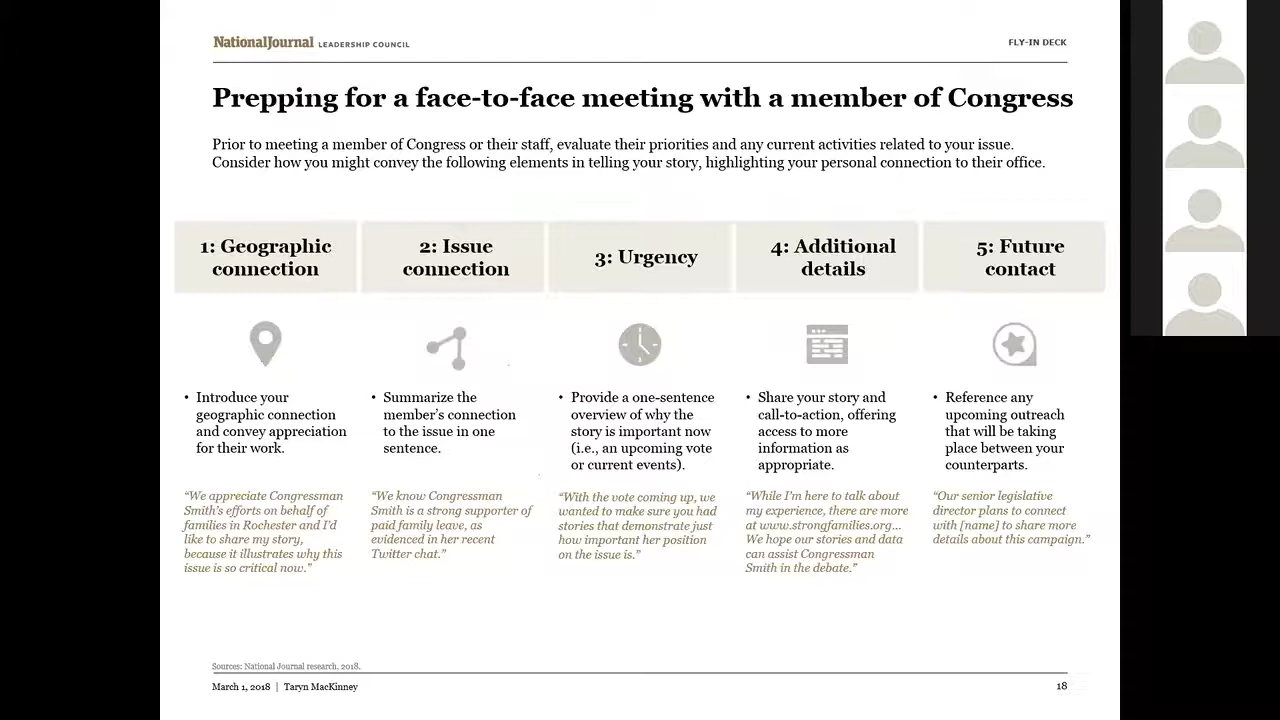 NationalJournal LEADERSHIP COUNCIL
FLY-IN DECK
Prepping for a face-to-face meeting with a member of Congress
Prior to meeting a member of Congress or their staff, evaluate their priorities and any current activities related to your issue.
Consider how you might convey the following elements in telling your story, highlighting your personal connection to their office.
1: Geographic
connection
• Introduce your
geographic connection
and convey appreciation
for their work.
“We appreciate Congressman
Smith’s efforts on behalf of
families in Rochester and I’d
like to share my story,
because it illustrates why this
issue is so critical now.”
2: Issue
connection
• Summarize the
member’s connection
to the issue in one
sentence.
“We know Congressman
Smith is a strong supporter of
paid family leave, as
evidenced in her recent
Twitter chat.”
3: Urgency
• Provide a one-sentence
overview of why the
story is important now
(i.e., an upcoming vote
or current events).
“With the vote coming up, we
wanted to make sure you had
stories that demonstrate just
how important her position
on the issue is.”
4: Additional
details
• Share your story and
call-to-action, offering
access to more
information as
appropriate.
“While I’m here to talk about
my experience, there are more
at www.strongfamilies.org…
We hope our stories and data
can assist Congressman
Smith in the debate.”
5: Future
contact
• Reference any
upcoming outreach
that will be taking
place between your
counterparts.
“Our senior legislative
director plans to connect
with [name] to share more
details about this campaign.”
Sources: National Journal research, 2018.
March 1, 2018 | Taryn MacKinney
18